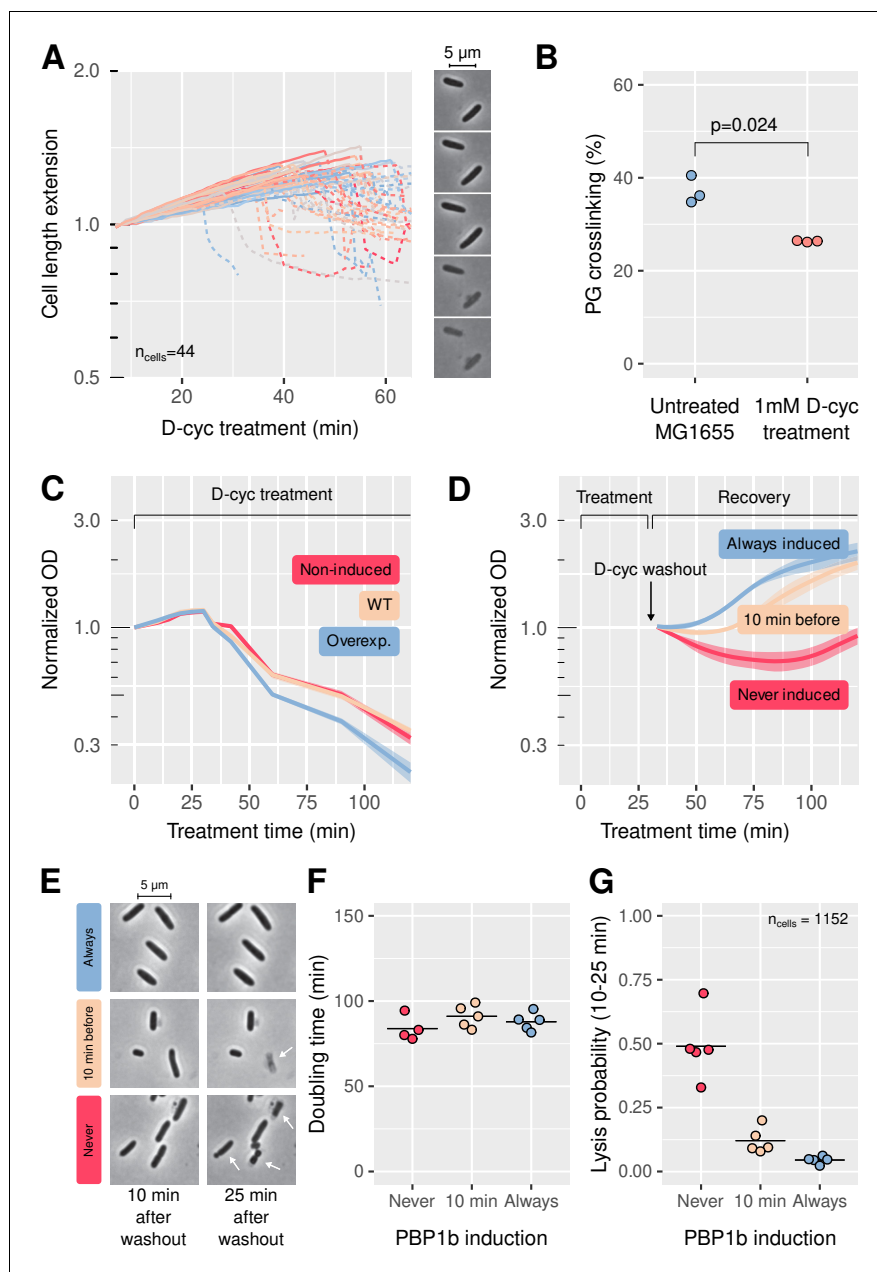 A
2.0
1.0
0.5
Cell length extension
n_cells=44
20
40
60
D-cyc treatment (min)
5 µm
B
60
40
20
0
PG crosslinking (%)
p=0.024
Untreated
MG1655
1mM D-cyc
treatment
C
D-cyc treatment
3.0
1.0
0.3
Normalized OD
Non-induced
WT
Overexp.
0
25
50
75
100
Treatment time (min)
D
Treatment
Recovery
3.0
1.0
0.3
Normalized OD
D-cyc washout
Always induced
10 min before
Never induced
0
25
50
75
100
Treatment time (min)
E
5 µm
Always
10 min before
Never
10 min
after
washout
25 min
after
washout
F
150
100
50
0
Doubling time (min)
Never
10 min
Always
PBP1b induction
G
n_cells = 1152
1.00
0.75
0.50
0.25
0.00
Lysis probability (10-25 min)
Never
10 min
Always
PBP1b induction